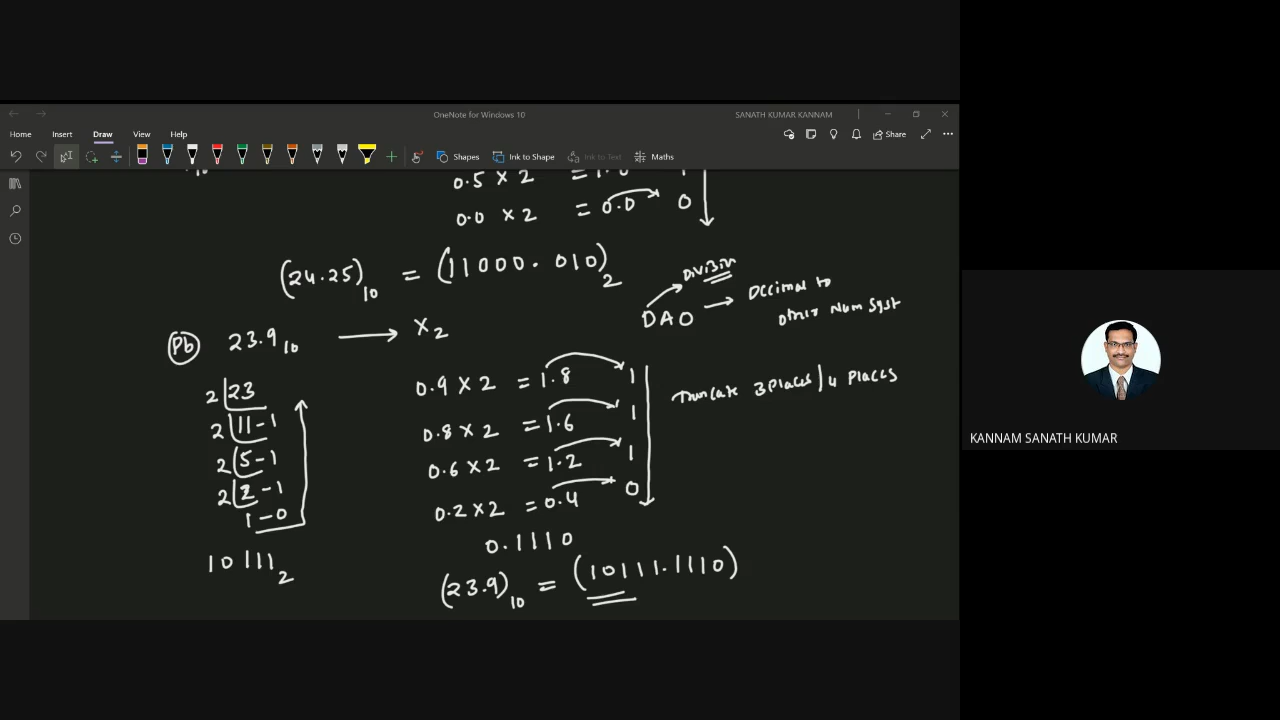 OneNote for Windows 10
SANATH KUMAR KANNAM
Home Insert Draw View Help
Share
Shapes Ink to Shape Ink to Text Maths
10
0.5 × 2 = 1.0 1
0.0 × 2 = 0.0 0
(24.25)10 = (11000.010)2
Division
DAO → Decimal to
other Num Syst
Pb 23.9 10 → X2
2 23
2 11-1
2 5-1
2 2-1
1-0
10111 2
0.9 × 2 = 1.8 1
0.8 × 2 = 1.6 1
0.6 × 2 = 1.2 1
0.2 × 2 = 0.4 0
0.1110
(23.9)10 = (10111.1110)
Truncate 3 places / 4 places
KANNAM SANATH KUMAR